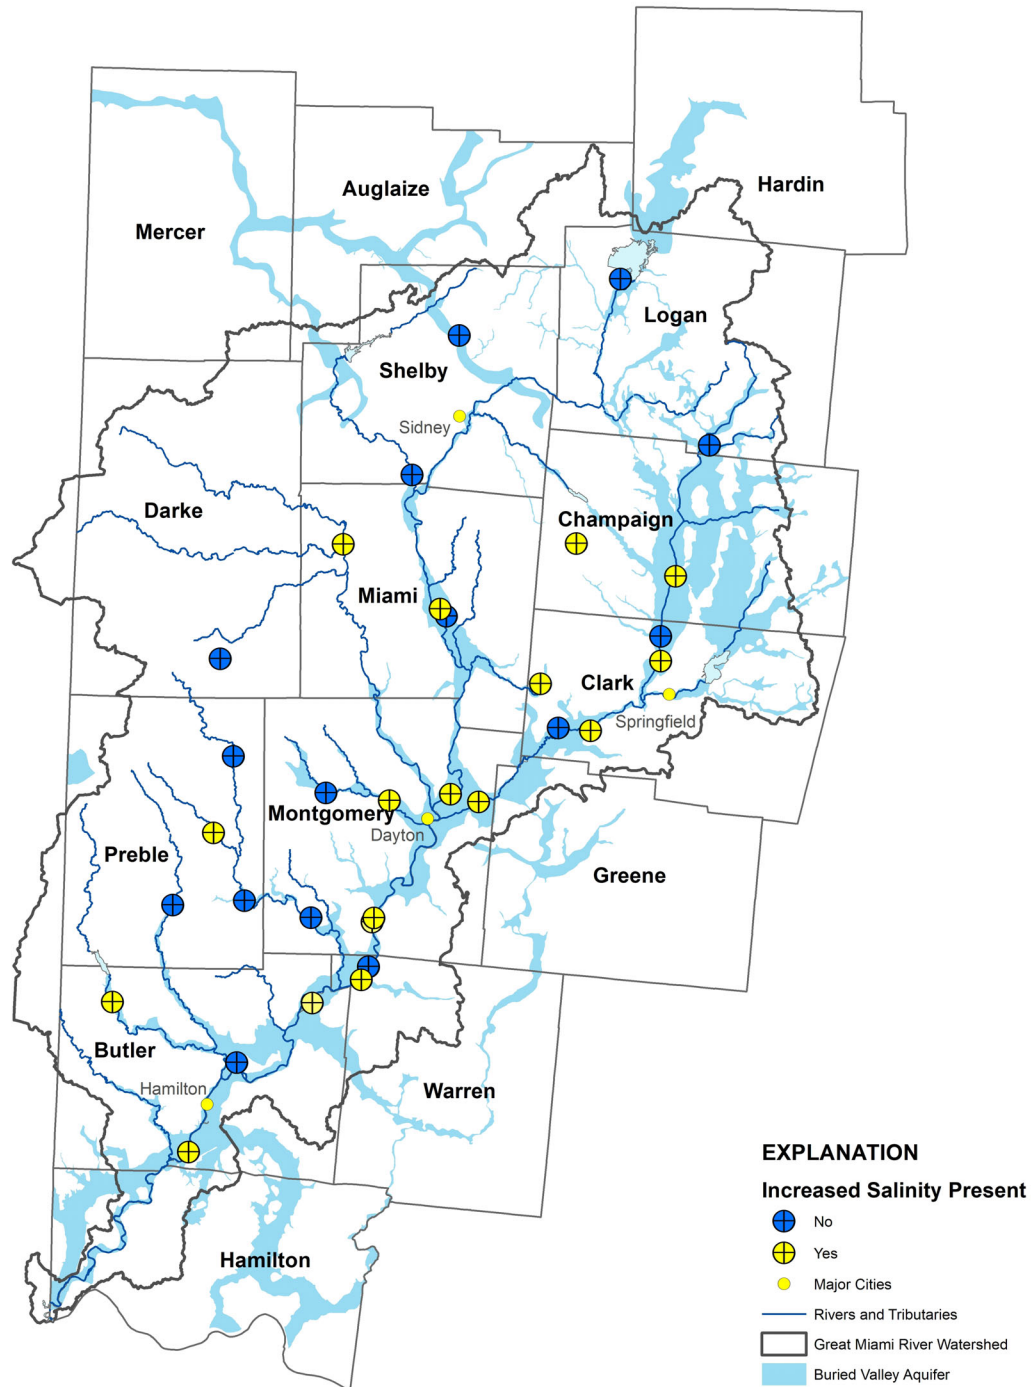 Hardin
Auglaize
Mercer
Logan
Shelby
Sidney
Darke
Champaign
Miami
Clark
Springfield
Montgomery
Dayton
Preble
Greene
Butler
Hamilton
Warren
Hamilton
EXPLANATION
Increased Salinity Present
No
Yes
Major Cities
Rivers and Tributaries
Great Miami River Watershed
Buried Valley Aquifer